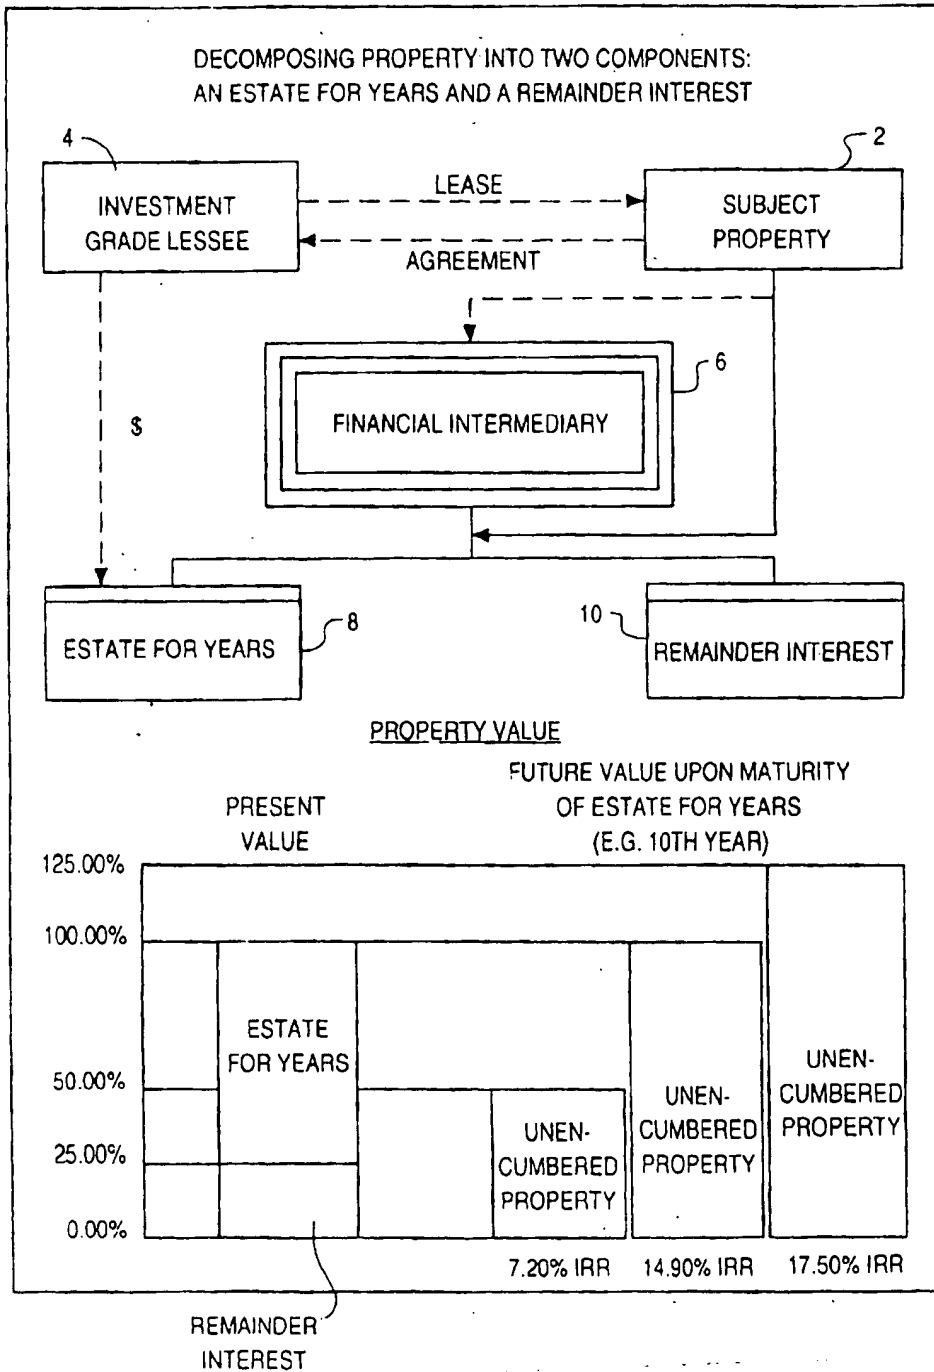 DECOMPOSING PROPERTY INTO TWO COMPONENTS:
AN ESTATE FOR YEARS AND A REMAINDER INTEREST
4
2
INVESTMENT
GRADE LESSEE
LEASE
AGREEMENT
SUBJECT
PROPERTY
6
FINANCIAL INTERMEDIARY
$
8
ESTATE FOR YEARS
10
REMAINDER INTEREST
PROPERTY VALUE
PRESENT
VALUE
FUTURE VALUE UPON MATURITY
OF ESTATE FOR YEARS
(E.G. 10TH YEAR)
125.00%
100.00%
50.00%
25.00%
0.00%
ESTATE
FOR YEARS
UNEN-
CUMBERED
PROPERTY
UNEN-
CUMBERED
PROPERTY
UNEN-
CUMBERED
PROPERTY
7.20% IRR
14.90% IRR
17.50% IRR
REMAINDER
INTEREST